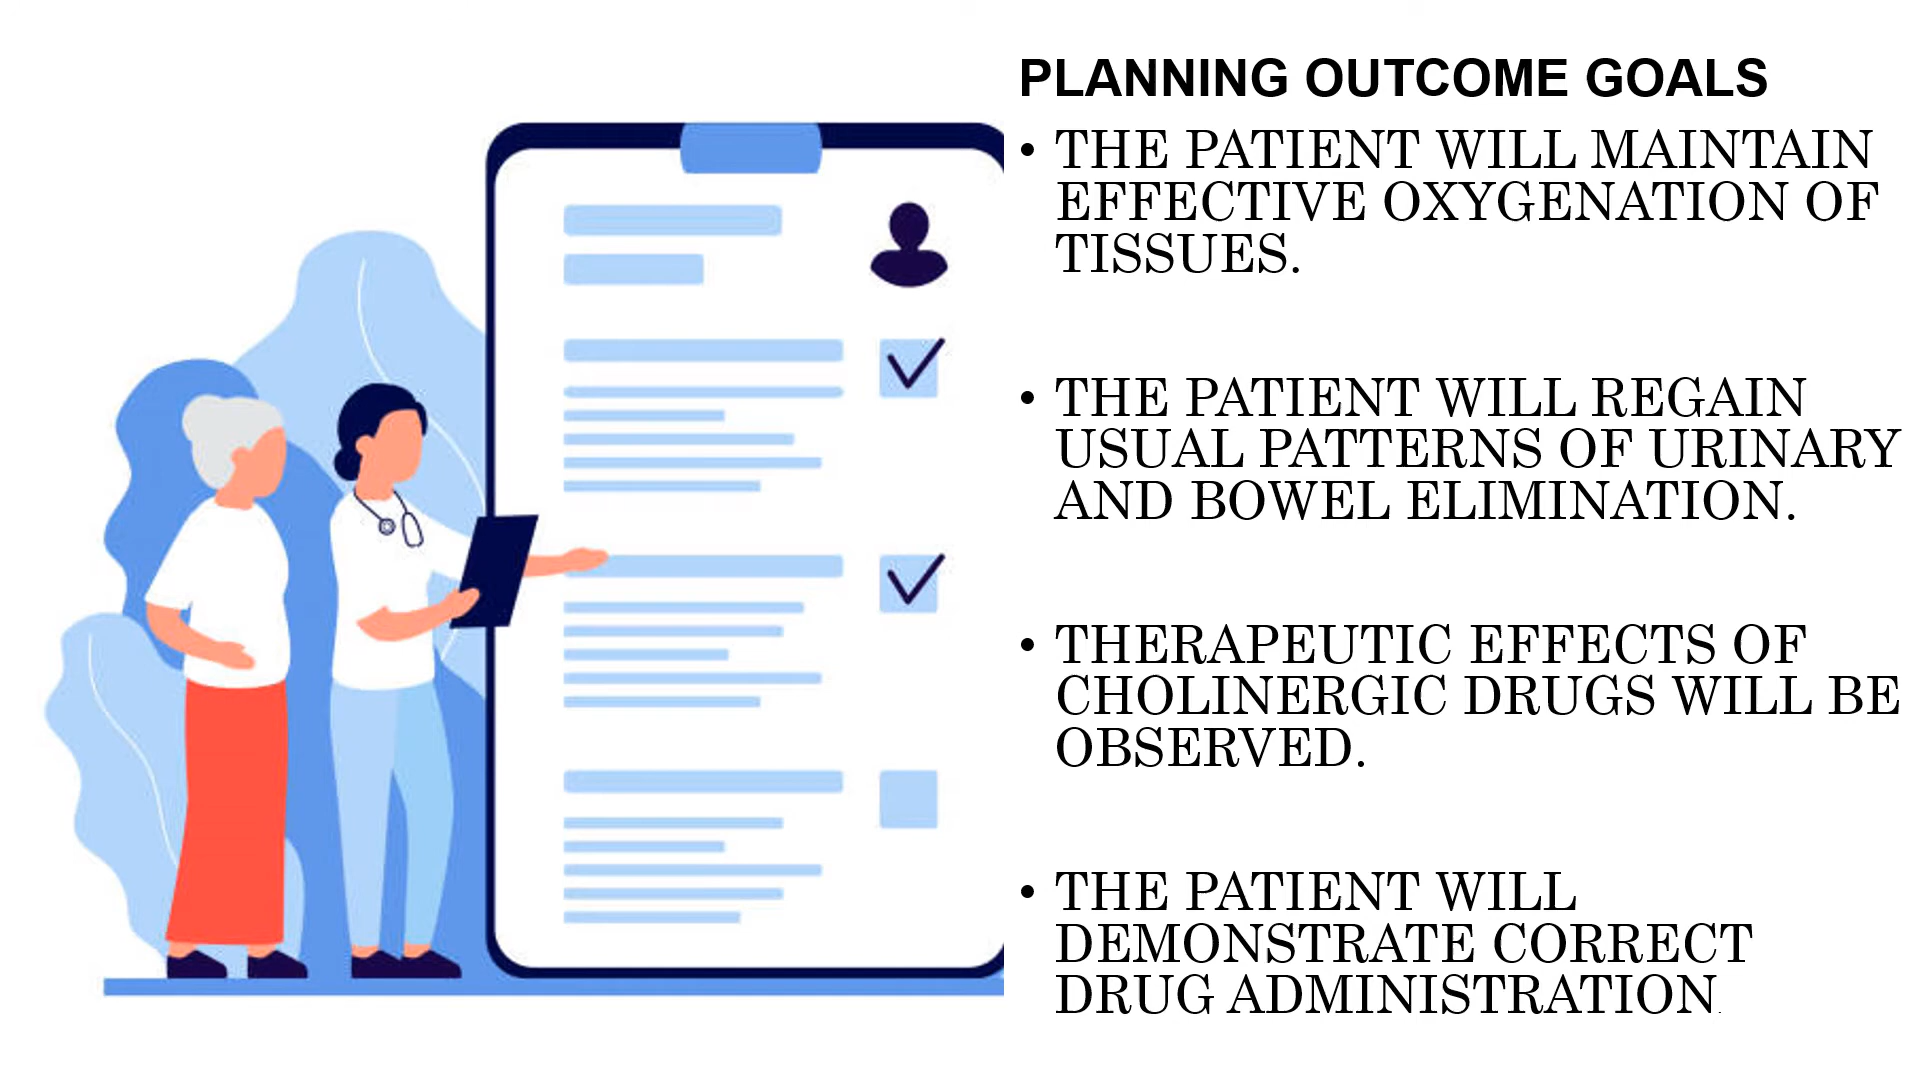 PLANNING OUTCOME GOALS
• THE PATIENT WILL MAINTAIN
EFFECTIVE OXYGENATION OF
TISSUES.
• THE PATIENT WILL REGAIN
USUAL PATTERNS OF URINARY
AND BOWEL ELIMINATION.
• THERAPEUTIC EFFECTS OF
CHOLINERGIC DRUGS WILL BE
OBSERVED.
• THE PATIENT WILL
DEMONSTRATE CORRECT
DRUG ADMINISTRATION.